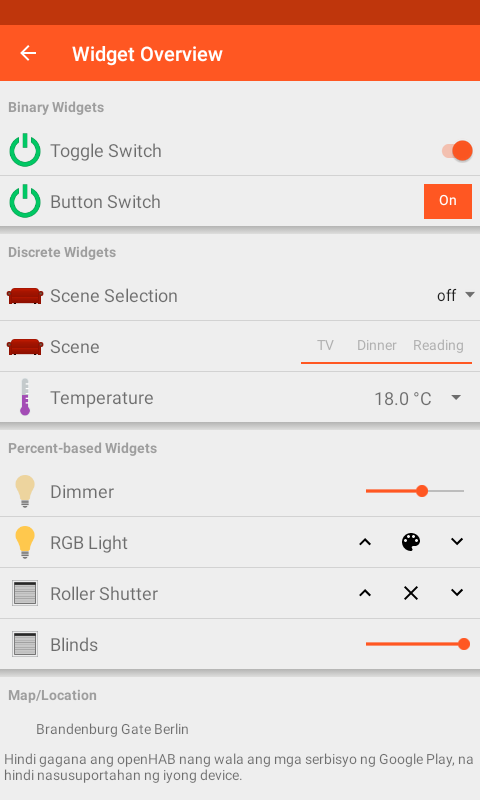 Widget Overview
Binary Widgets
Toggle Switch
Button Switch On
Discrete Widgets
Scene Selection off
Scene TV Dinner Reading
Temperature 18.0 °C
Percent-based Widgets
Dimmer
RGB Light
Roller Shutter
Blinds
Map/Location
Brandenburg Gate Berlin
Hindi gagana ang openHAB nang wala ang mga serbisyo ng Google Play, na
hindi nasusuportahan ng iyong device.